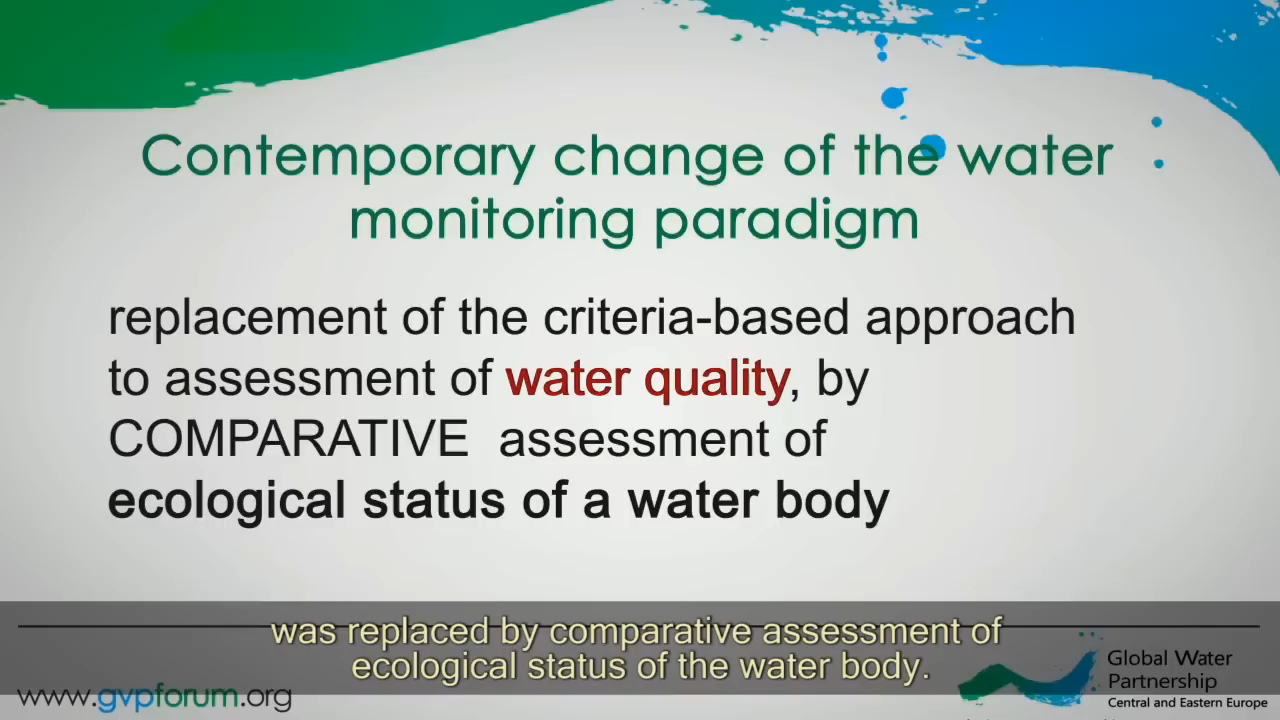 Contemporary change of the water
monitoring paradigm
replacement of the criteria-based approach
to assessment of water quality, by
COMPARATIVE assessment of
ecological status of a water body
was replaced by comparative assessment of
ecological status of the water body.
www.gvpforum.org
Global Water
Partnership
Central and Eastern Europe